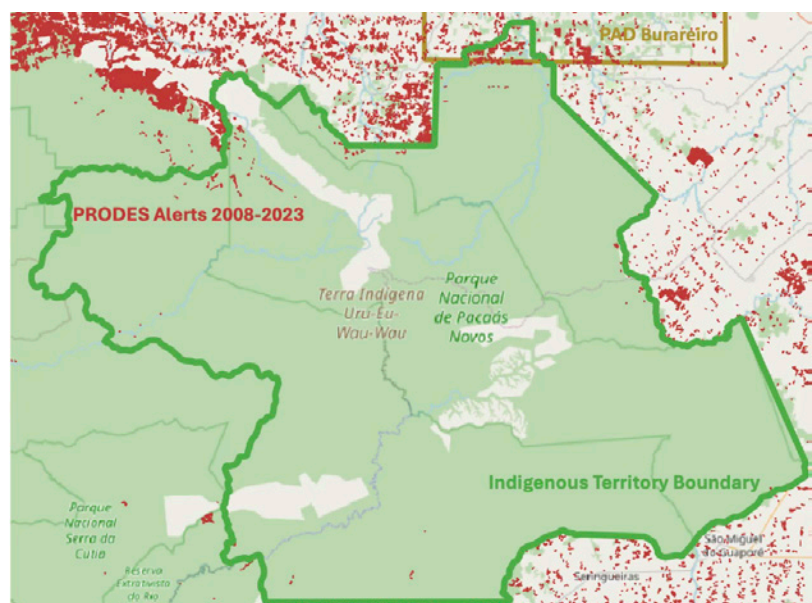 PAD Burareiro
PRODES Alerts 2008-2023
Terra Indígena
Uru-Eu-
Wau-Wau
Parque
Nacional
de Pacaás
Novos
Indigenous Territory Boundary
Parque
Nacional
Serra da
Cutia
Reserva
Extrativista
do Rio
São Miguel
do Guaporé
Seringueiras